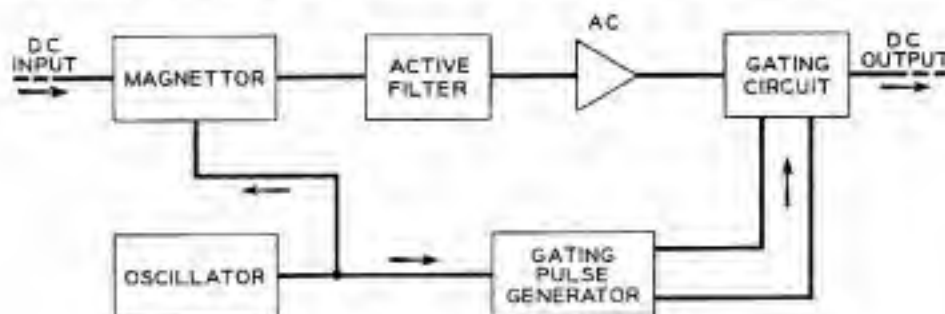 DC
INPUT
MAGNETTOR
ACTIVE
FILTER
AC
GATING
CIRCUIT
DC
OUTPUT
OSCILLATOR
GATING
PULSE
GENERATOR